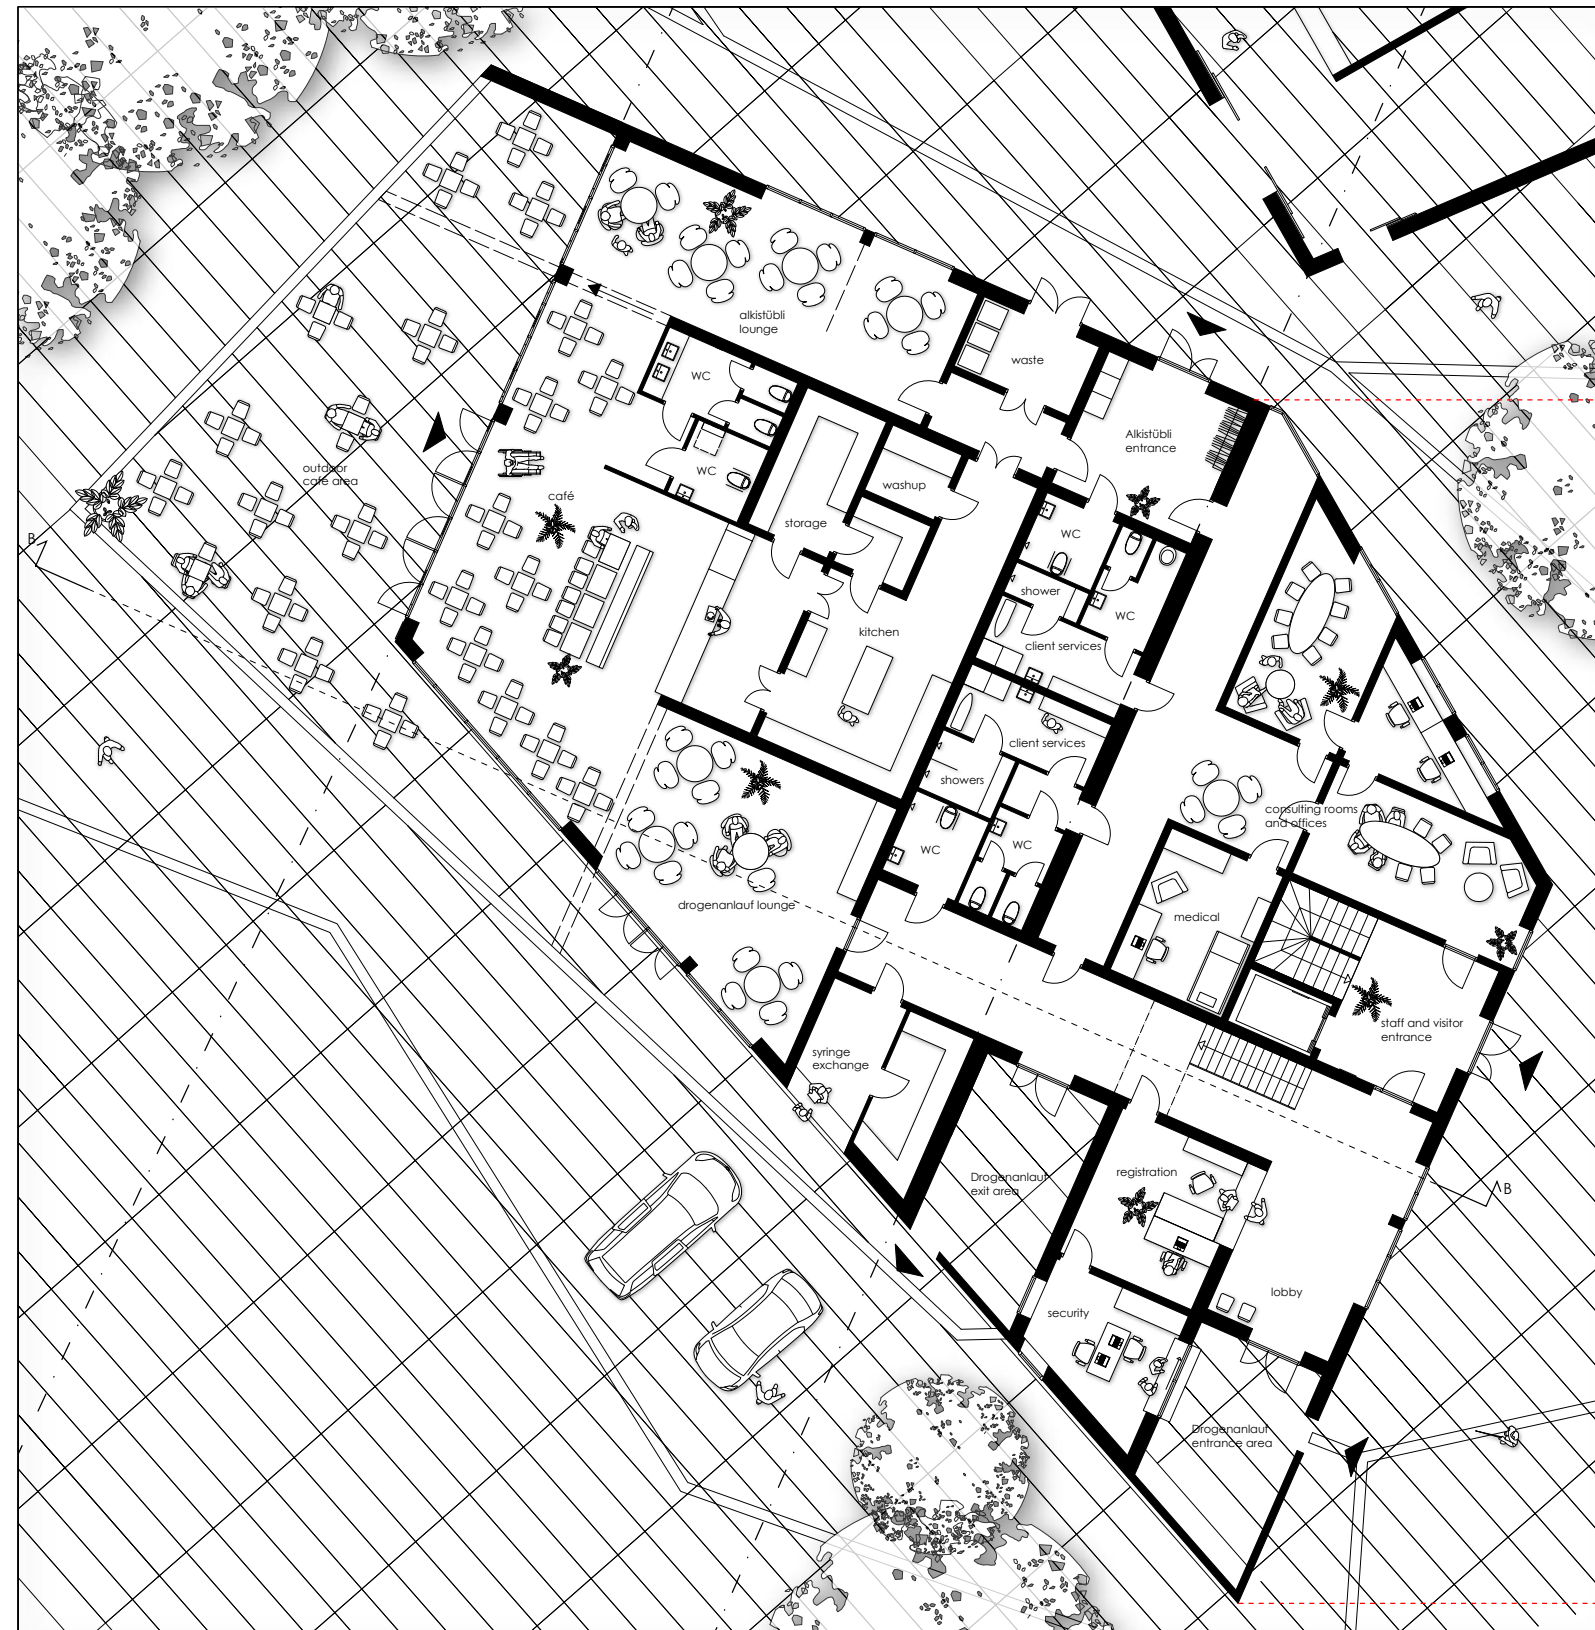 alkistübli
lounge
waste
WC
Alkistübli
entrance
outdoor
café area
WC
washup
café
storage
WC
B
shower
WC
kitchen
client services
client services
showers
consulting rooms
and offices
WC
WC
drogenanlauf lounge
medical
staff and visitor
entrance
syringe
exchange
registration
Drogenanlauf
exit area
B
lobby
security
Drogenanlauf
entrance area